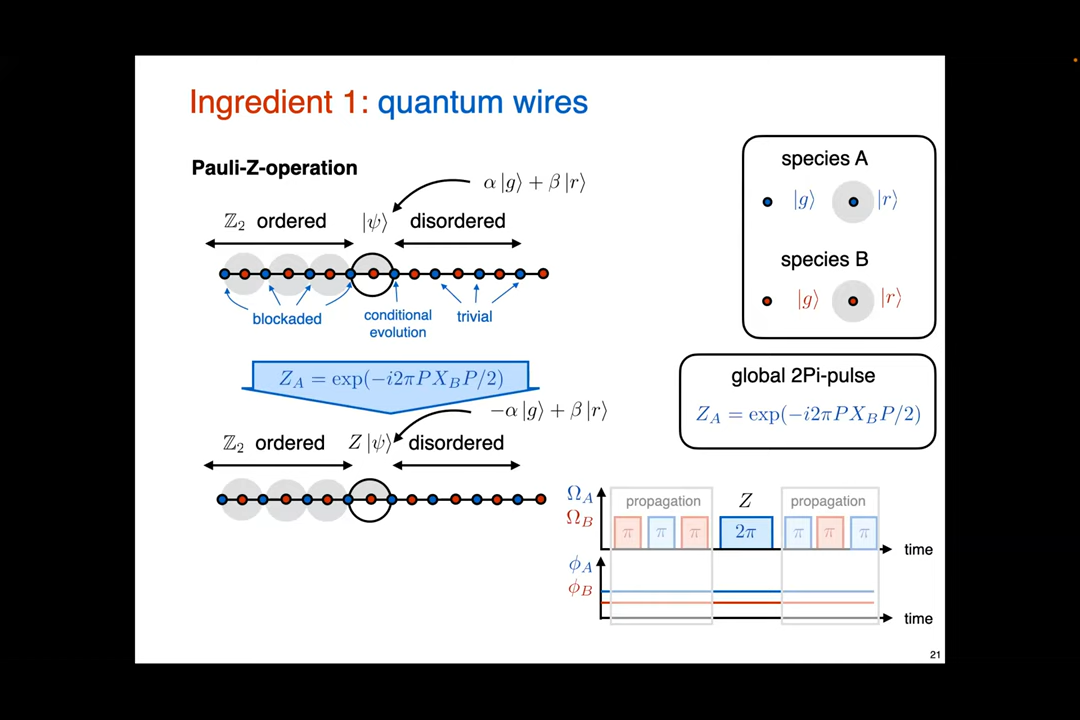 Ingredient 1: quantum wires
Pauli-Z-operation
α|g⟩ + β|r⟩
ℤ₂ ordered |ψ⟩ disordered
blockaded
conditional
evolution
trivial
Z_A = exp(−i2πPX_BP/2)
−α|g⟩ + β|r⟩
ℤ₂ ordered Z|ψ⟩ disordered
species A
|g⟩ |r⟩
species B
|g⟩ |r⟩
global 2Pi-pulse
Z_A = exp(−i2πPX_BP/2)
Ω_A
Ω_B
propagation Z propagation
π π π 2π π π π
time
ϕ_A
ϕ_B
time
21